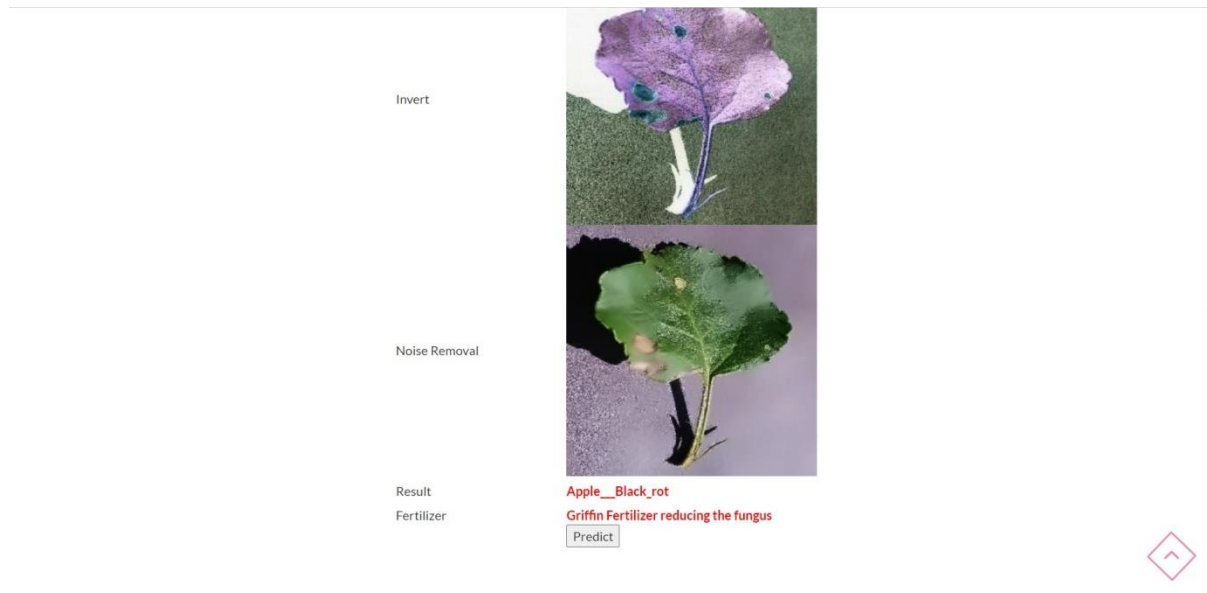 Invert
Noise Removal
Result Apple__Black_rot
Fertilizer Griffin Fertilizer reducing the fungus
Predict